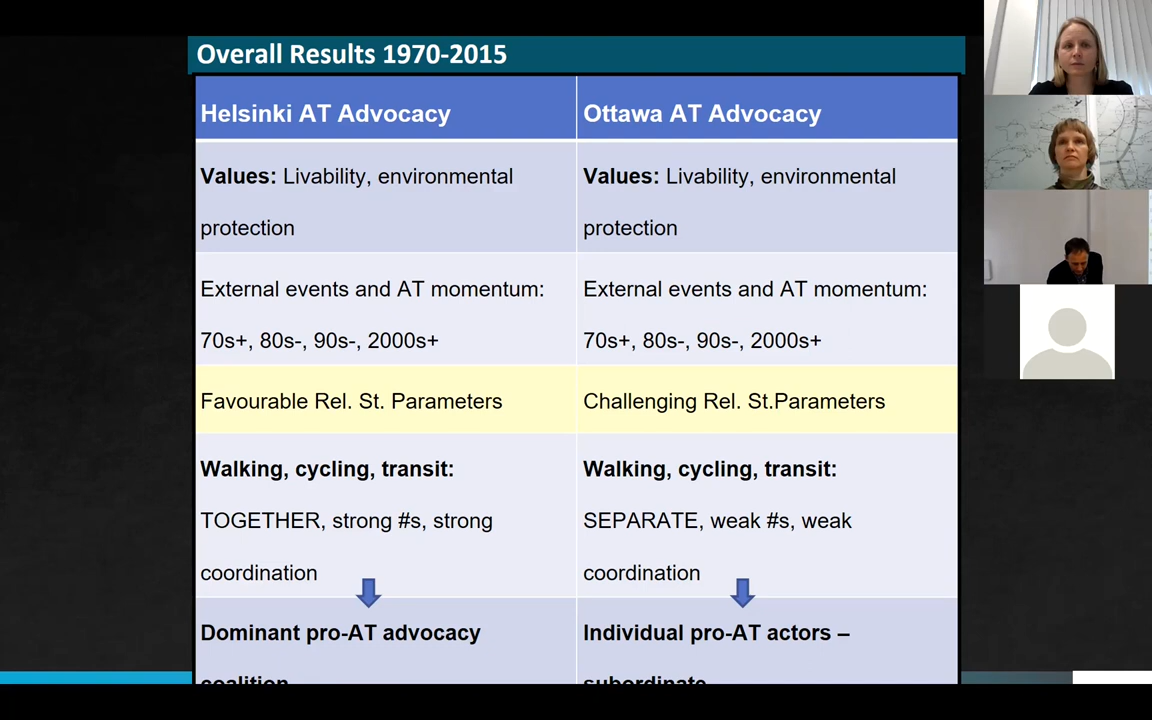 Overall Results 1970-2015
Helsinki AT Advocacy
Ottawa AT Advocacy
Values: Livability, environmental
protection
Values: Livability, environmental
protection
External events and AT momentum:
70s+, 80s-, 90s-, 2000s+
External events and AT momentum:
70s+, 80s-, 90s-, 2000s+
Favourable Rel. St. Parameters
Challenging Rel. St.Parameters
Walking, cycling, transit:
TOGETHER, strong #s, strong
coordination
Walking, cycling, transit:
SEPARATE, weak #s, weak
coordination
Dominant pro-AT advocacy
coalition
Individual pro-AT actors –
subordinate